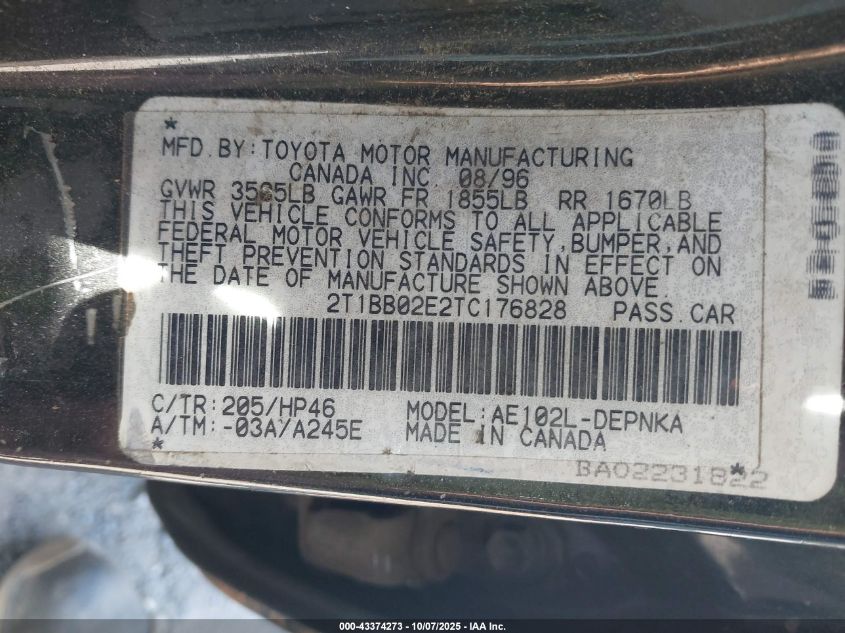 *
MFD.BY:TOYOTA MOTOR MANUFACTURING
CANADA INC 08/96
GVWR 3565LB GAWR FR 1855LB RR 1670LB
THIS VEHICLE CONFORMS TO ALL APPLICABLE
FEDERAL MOTOR VEHICLE SAFETY,BUMPER,AND
THEFT PREVENTION STANDARDS IN EFFECT ON
THE DATE OF MANUFACTURE SHOWN ABOVE.
2T1BB02E2TC176828 PASS.CAR
C/TR:205/HP46 MODEL:AE102L-DEPNKA
A/TM:-03A/A245E MADE IN CANADA
* *
BA02231822
000-43374273 | 10/07/2025 | IAA Inc.